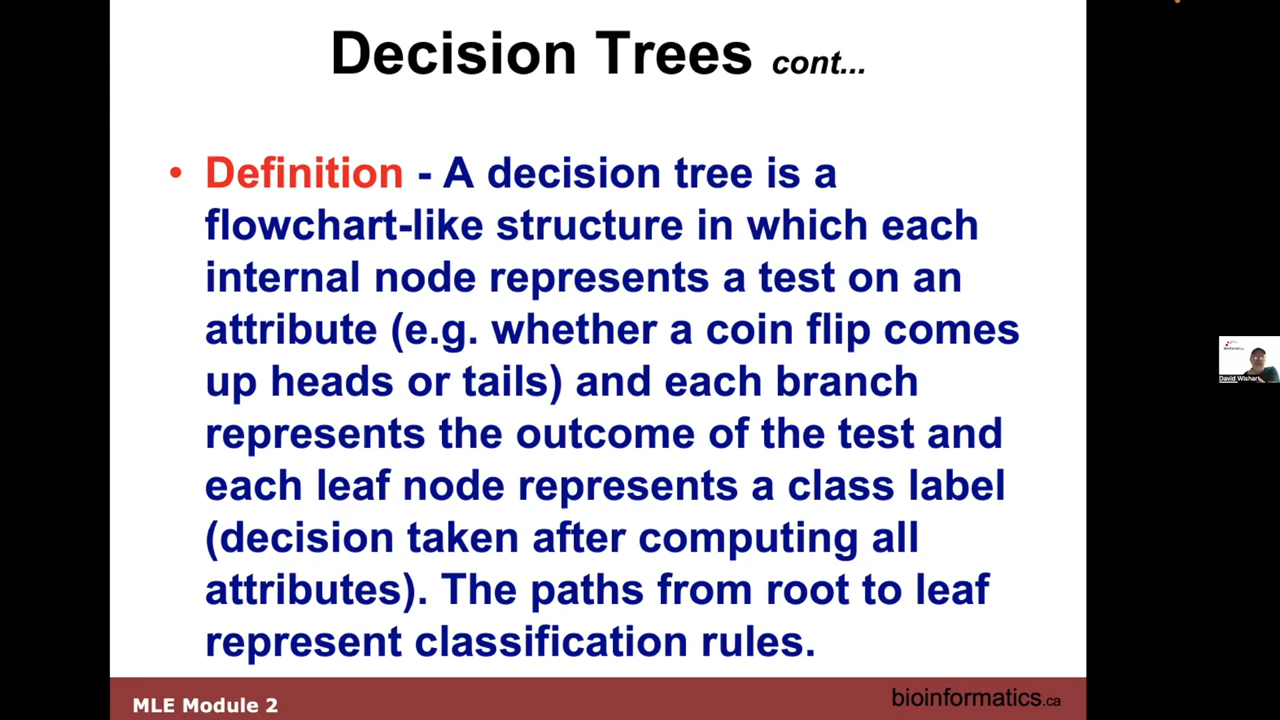 Decision Trees cont...
• Definition - A decision tree is a
flowchart-like structure in which each
internal node represents a test on an
attribute (e.g. whether a coin flip comes
up heads or tails) and each branch
represents the outcome of the test and
each leaf node represents a class label
(decision taken after computing all
attributes). The paths from root to leaf
represent classification rules.
David Wishart
MLE Module 2
bioinformatics.ca